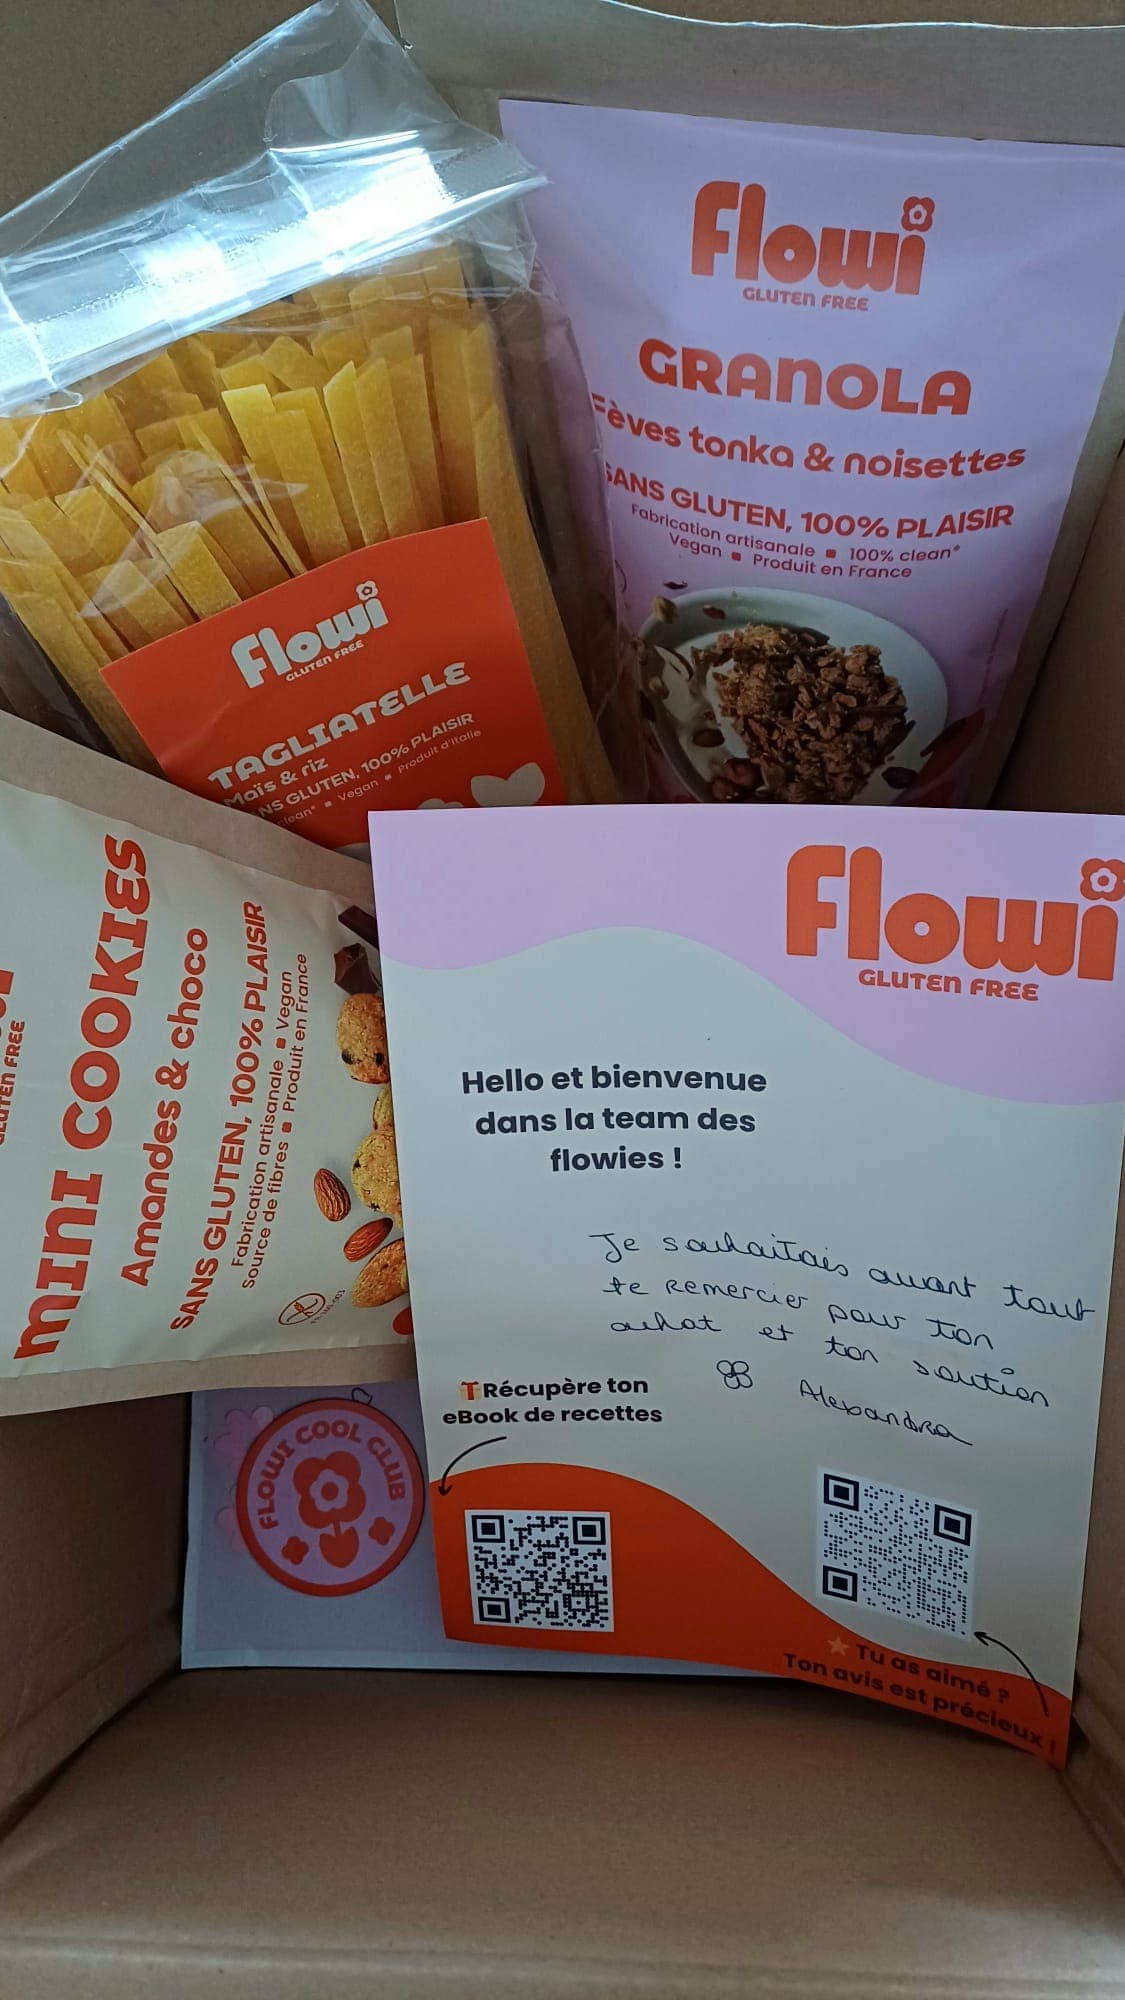 flowi
GLUTEN FREE
GRANOLA
Fèves tonka & noisettes
SANS GLUTEN, 100% PLAISIR
Fabrication artisanale ▪ 100% clean*
Vegan ▪ Produit en France
flowi
GLUTEN FREE
TAGLIATELLE
Maïs & riz
NS GLUTEN, 100% PLAISIR
clean* ▪ Vegan ▪ Produit d'Italie
GLUTEN FREE
MINI COOKIES
Amandes & choco
SANS GLUTEN, 100% PLAISIR
Fabrication artisanale ▪ Vegan
Source de fibres ▪ Produit en France
flowi
GLUTEN FREE
Hello et bienvenue
dans la team des
flowies !
Je souhaitais avant tout
te remercier pour ton
achat et ton soutien
Alexandra
Récupère ton
eBook de recettes
FLOWI COOL CLUB
Tu as aimé ?
Ton avis est précieux !